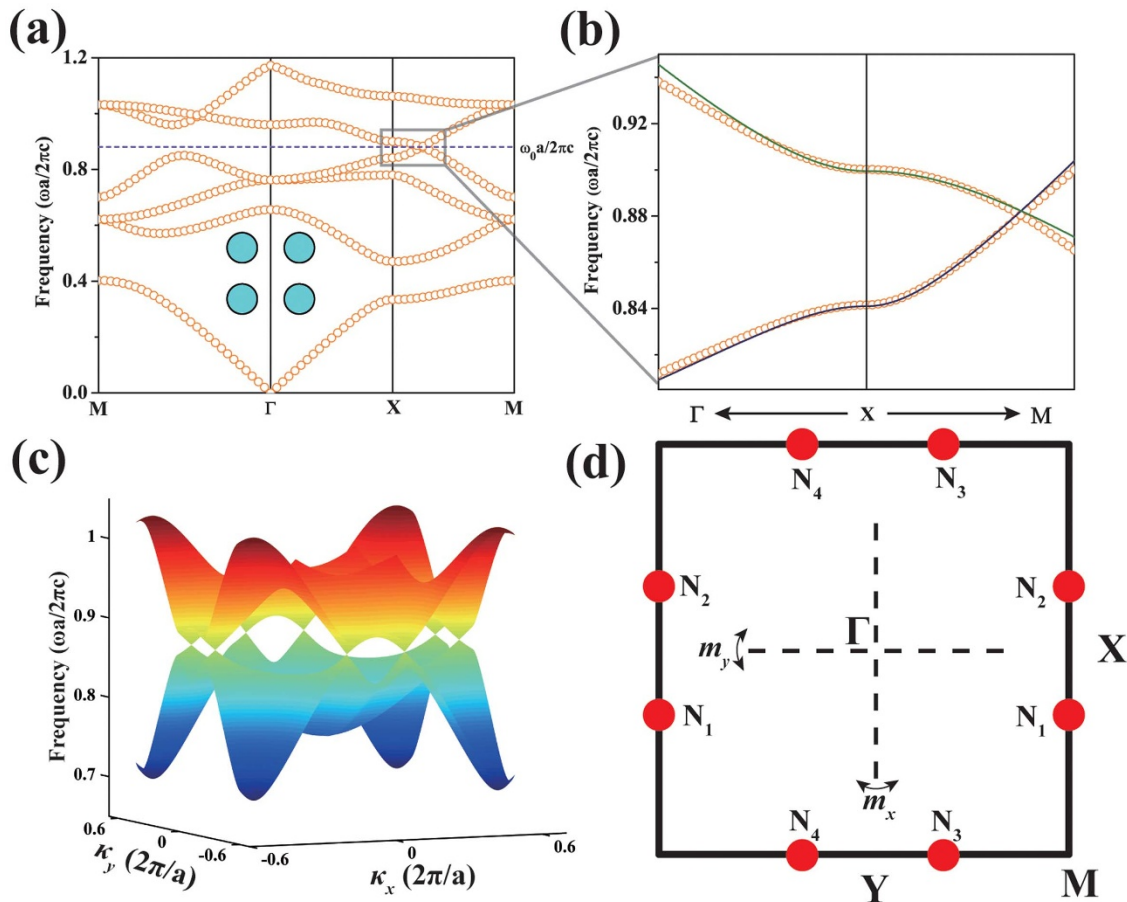 (a)
1.2
0.8
0.4
0.0
Frequency (ωa/2πc)
M Γ X M
ω₀a/2πc
(b)
0.92
0.88
0.84
Frequency (ωa/2πc)
Γ X M
(c)
1
0.9
0.8
0.7
Frequency (ωa/2πc)
0.6
0
-0.6
κy (2π/a)
-0.6
0
0.6
κx (2π/a)
(d)
N₄ N₃
N₂ N₂
Γ X
my
N₁ N₁
mx
N₄ N₃
Y M